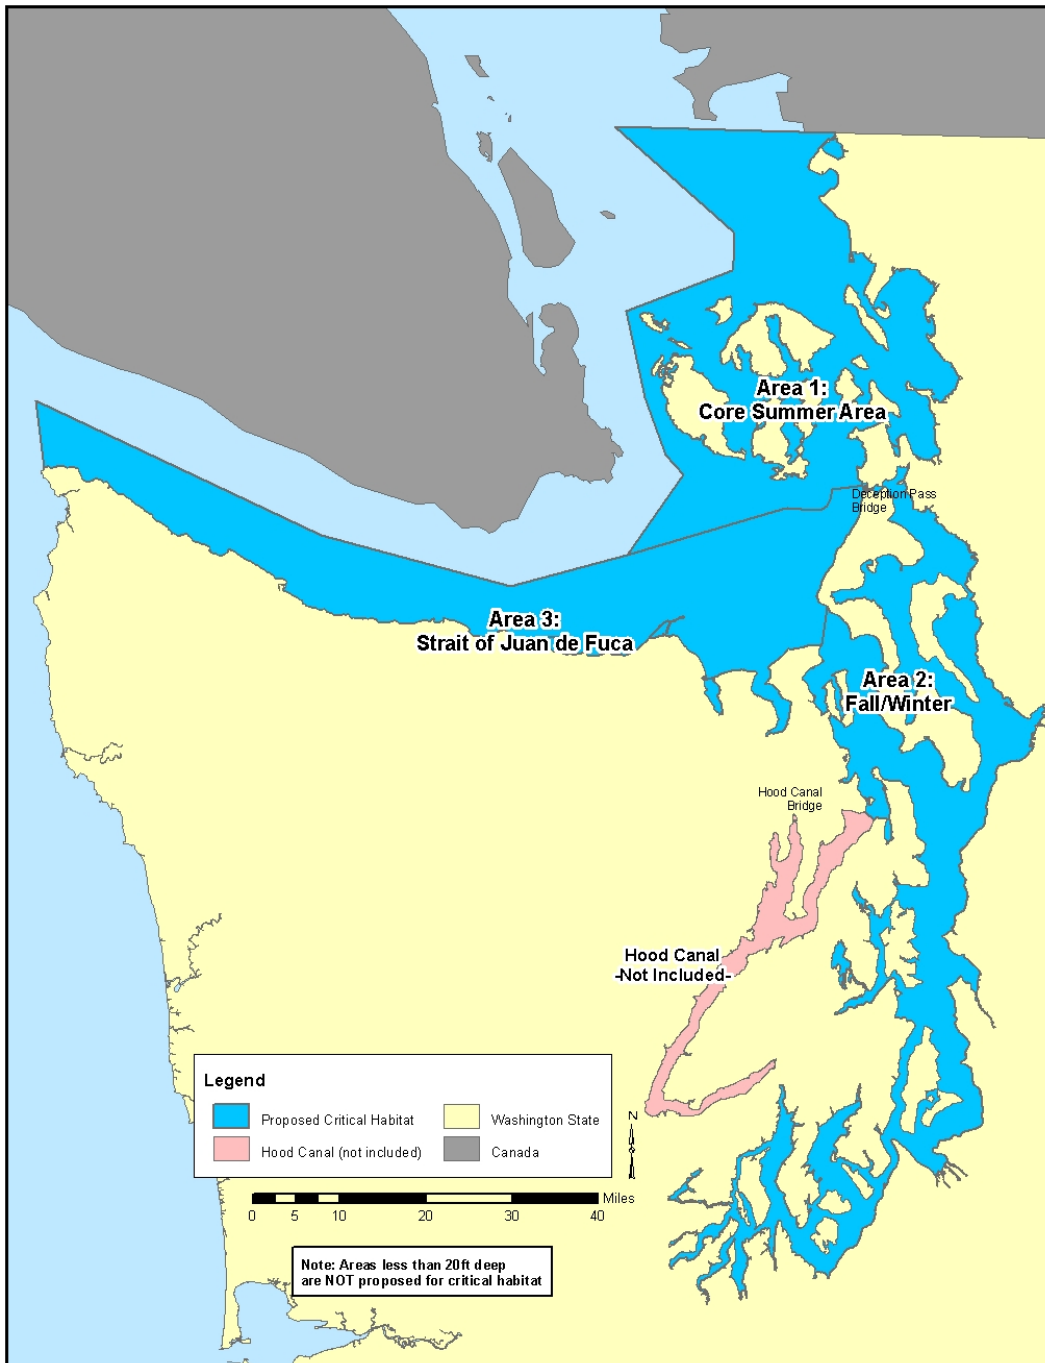 Area 1:
Core Summer Area
Deception Pass
Bridge
Area 3:
Strait of Juan de Fuca
Area 2:
Fall/Winter
Hood Canal
Bridge
Hood Canal
-Not Included-
Legend
Proposed Critical Habitat
Washington State
Hood Canal (not included)
Canada
N
Miles
0 5 10 20 30 40
Note: Areas less than 20ft deep
are NOT proposed for critical habitat